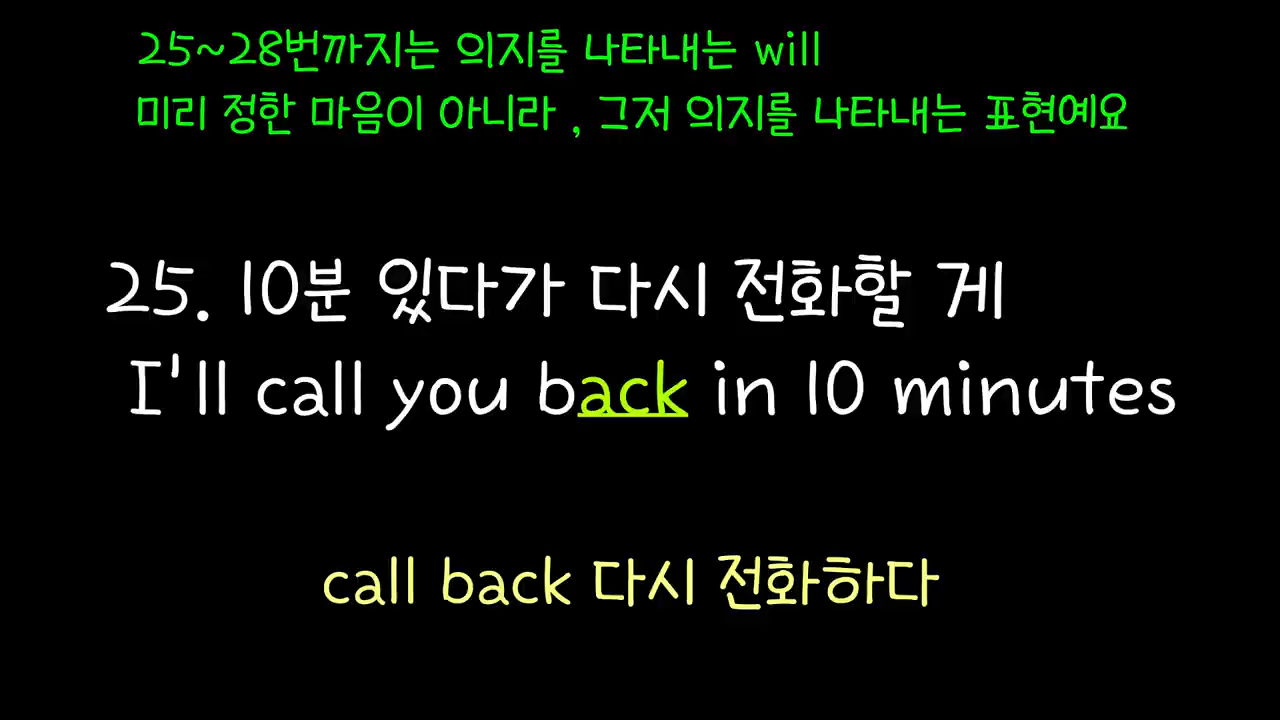 25~28번까지는 의지를 나타내는 will
미리 정한 마음이 아니라 , 그저 의지를 나타내는 표현예요
25. 10분 있다가 다시 전화할 게
I'll call you back in 10 minutes
call back 다시 전화하다